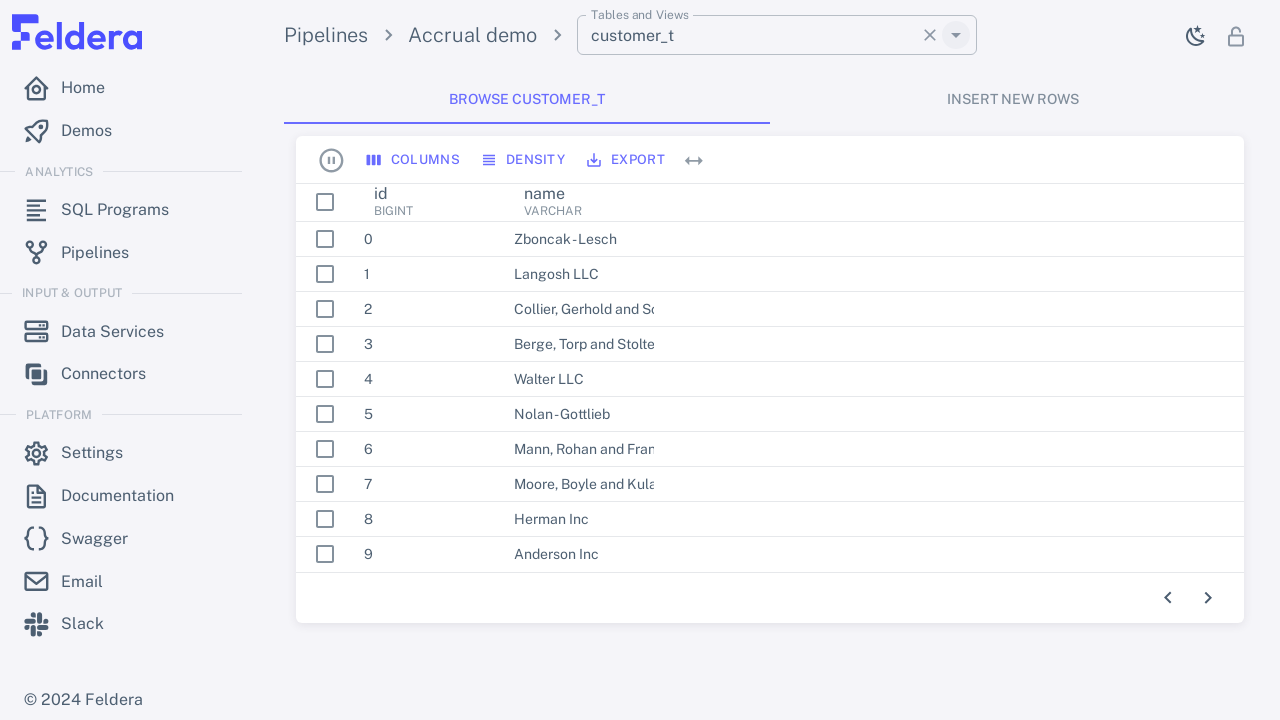 Feldera
Home
Demos
ANALYTICS
SQL Programs
Pipelines
INPUT & OUTPUT
Data Services
Connectors
PLATFORM
Settings
Documentation
Swagger
Email
Slack
© 2024 Feldera
Pipelines
Accrual demo
Tables and Views
customer_t
BROWSE CUSTOMER_T
INSERT NEW ROWS
COLUMNS DENSITY EXPORT
id name
BIGINT VARCHAR
0 Zboncak-Lesch
1 Langosh LLC
2 Collier, Gerhold and
3 Berge, Torp and Stolte
4 Walter LLC
5 Nolan-Gottlieb
6 Mann, Rohan and Fran
7 Moore, Boyle and Kula
8 Herman Inc
9 Anderson Inc